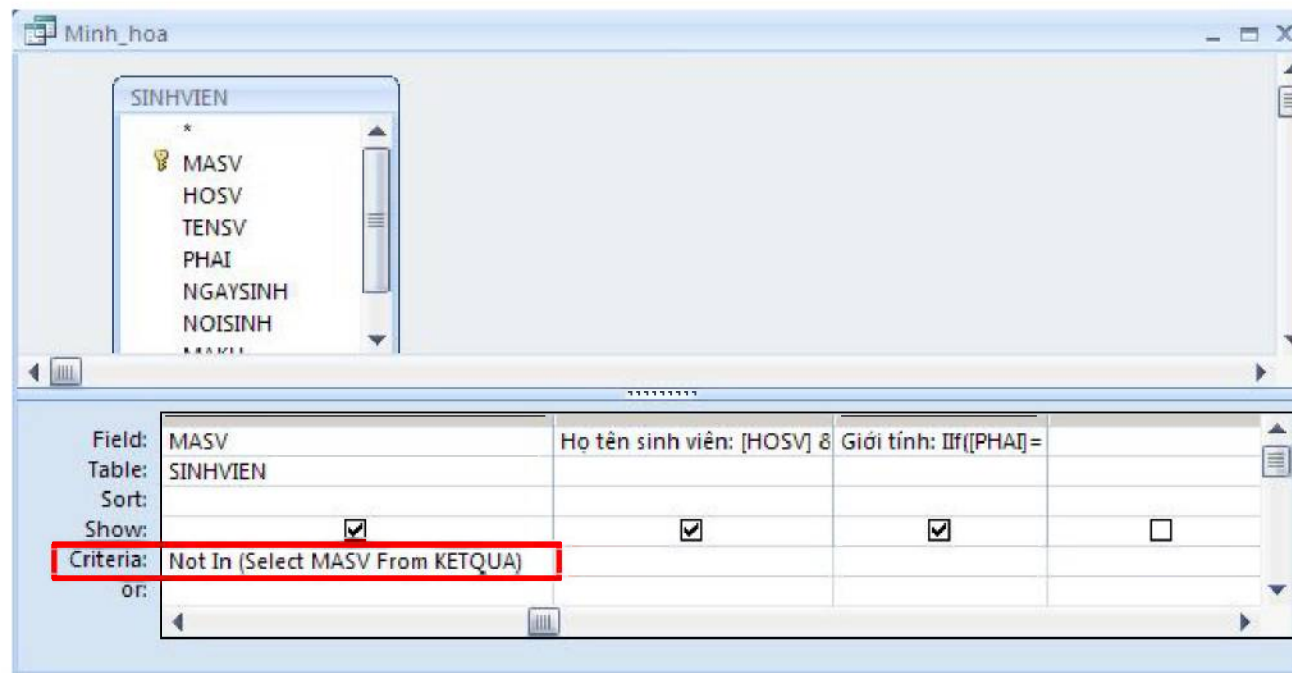 Minh_hoa
SINHVIEN
*
MASV
HOSV
TENSV
PHAI
NGAYSINH
NOISINH
Field: MASV Họ tên sinh viên: [HOSV] & Giới tính: IIf([PHAI]=
Table: SINHVIEN
Sort:
Show:
Criteria: Not In (Select MASV From KETQUA)
or: